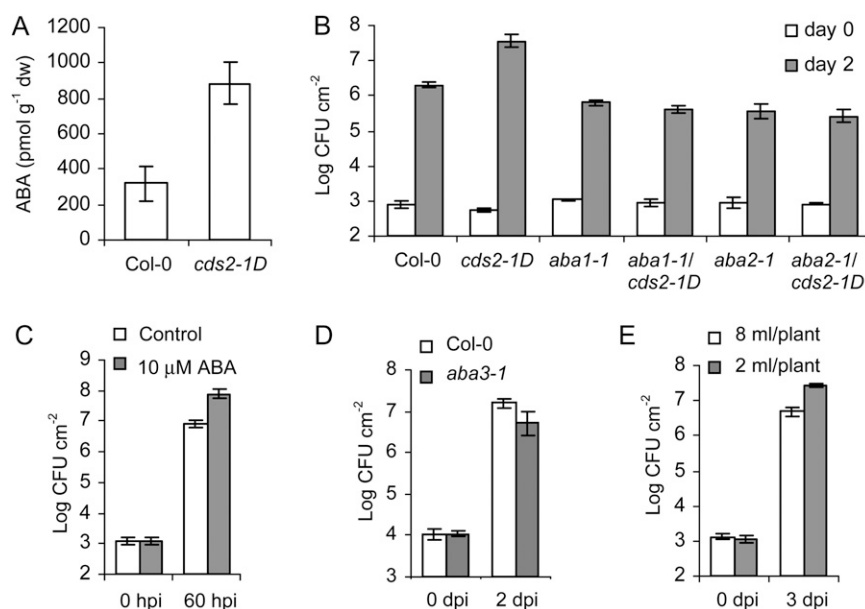 A
ABA (pmol g⁻¹ dw)
1200
1000
800
600
400
200
0
Col-0
cds2-1D
B
day 0
day 2
Log CFU cm⁻²
8
7
6
5
4
3
2
Col-0
cds2-1D
aba1-1
aba1-1/
cds2-1D
aba2-1
aba2-1/
cds2-1D
C
Control
10 μM ABA
Log CFU cm⁻²
9
8
7
6
5
4
3
2
0 hpi
60 hpi
D
Col-0
aba3-1
Log CFU cm⁻²
8
7
6
5
4
3
0 dpi
2 dpi
E
8 ml/plant
2 ml/plant
Log CFU cm⁻²
8
7
6
5
4
3
2
0 dpi
3 dpi